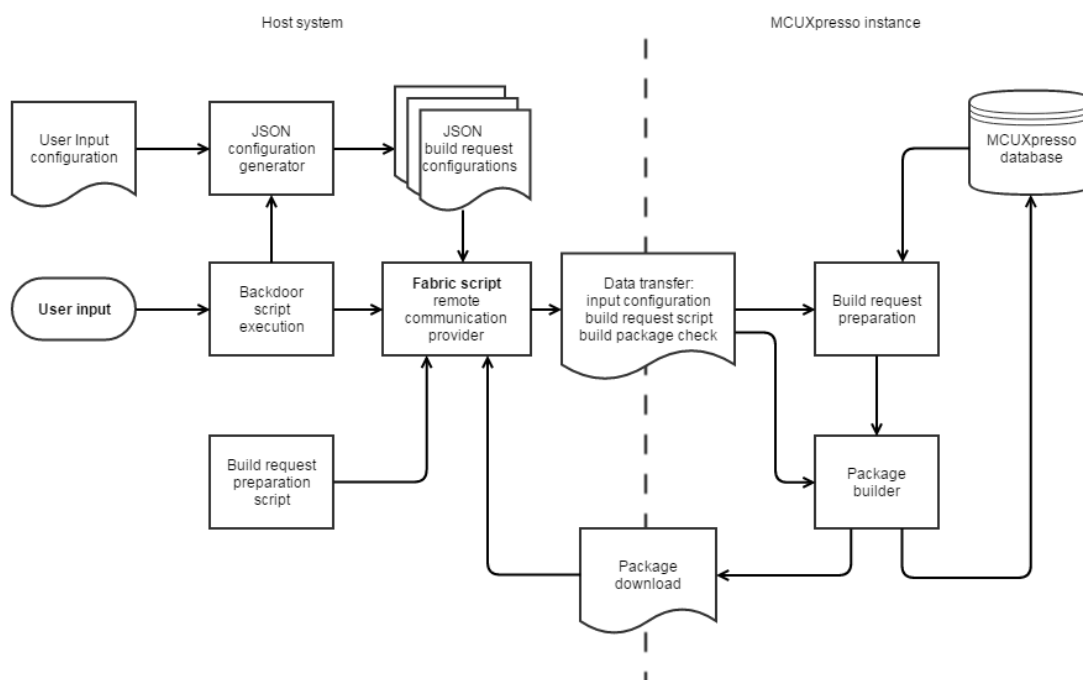 Host system
MCUXpresso instance
User Input
configuration
JSON
configuration
generator
JSON
build request
configurations
MCUXpresso
database
User input
Backdoor
script
execution
Fabric script
remote
communication
provider
Data transfer:
input configuration
build request script
build package check
Build request
preparation
Build request
preparation
script
Package
builder
Package
download